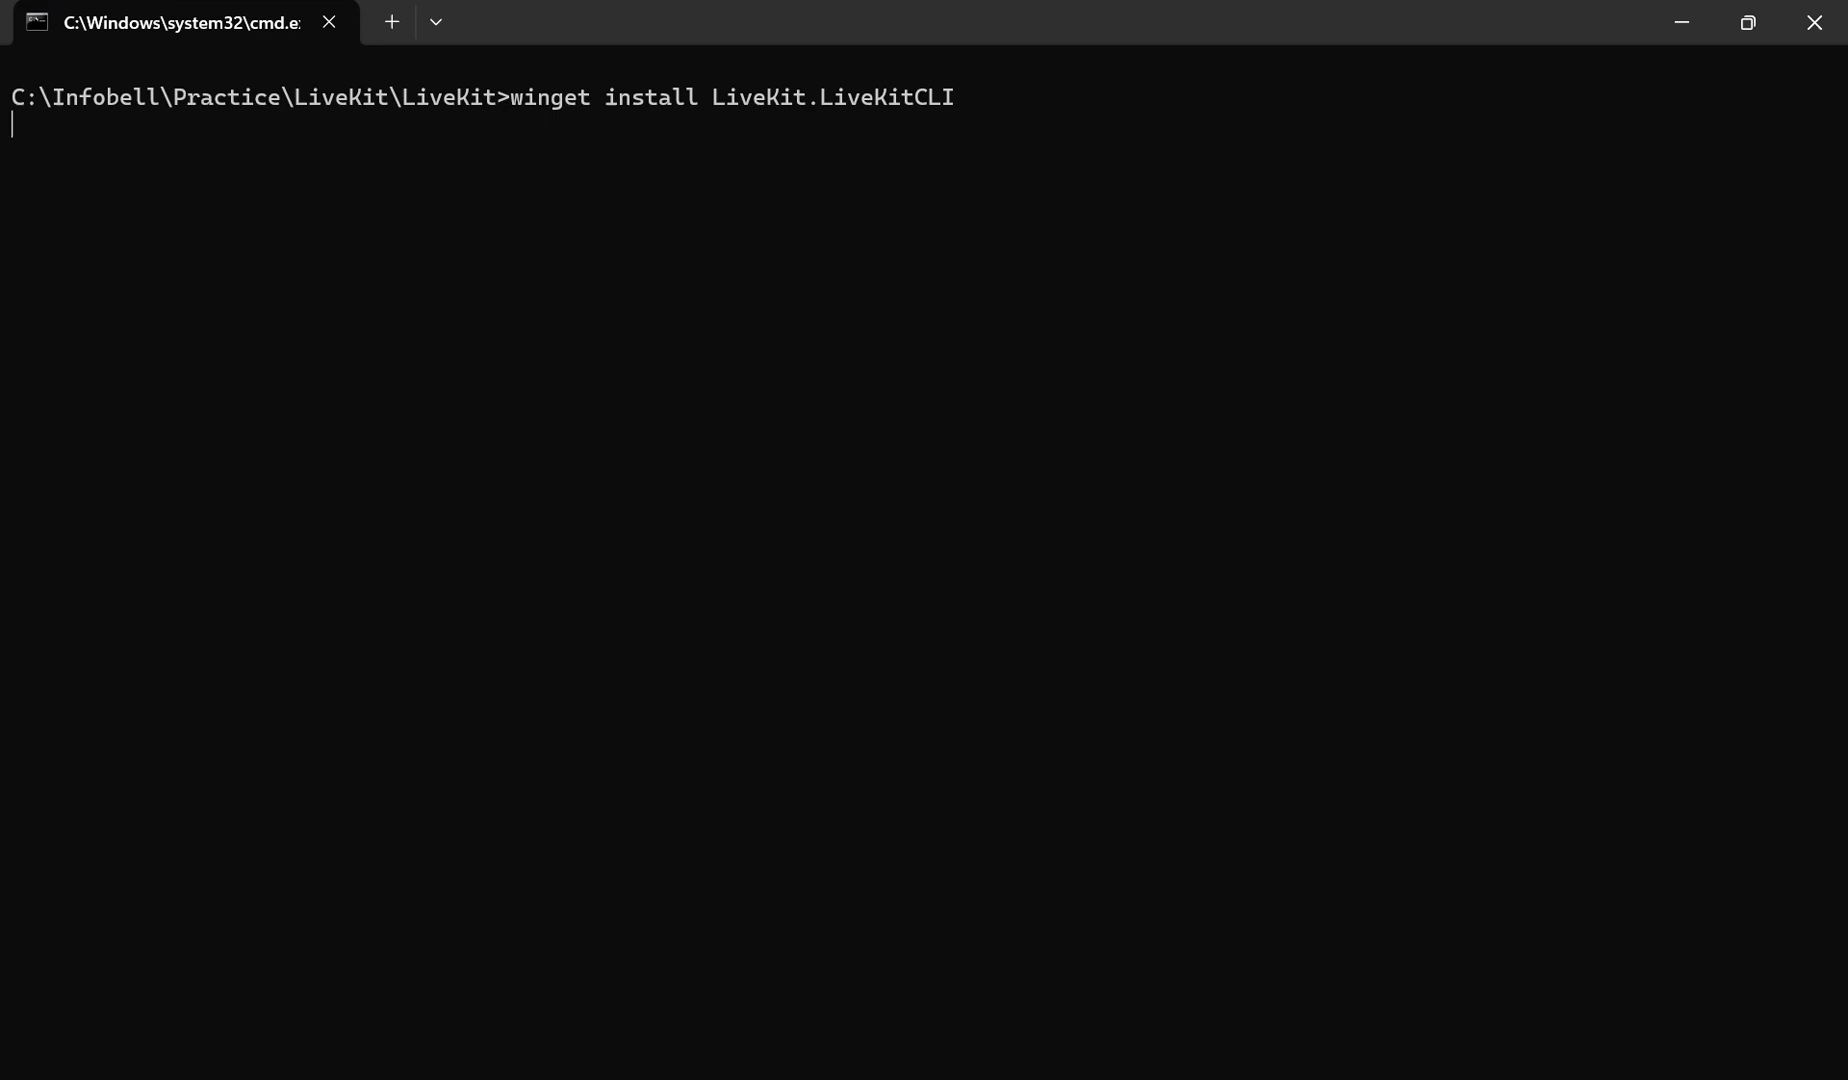 C:\Windows\system32\cmd.e
C:\Infobell\Practice\LiveKit\LiveKit>winget install LiveKit.LiveKitCLI